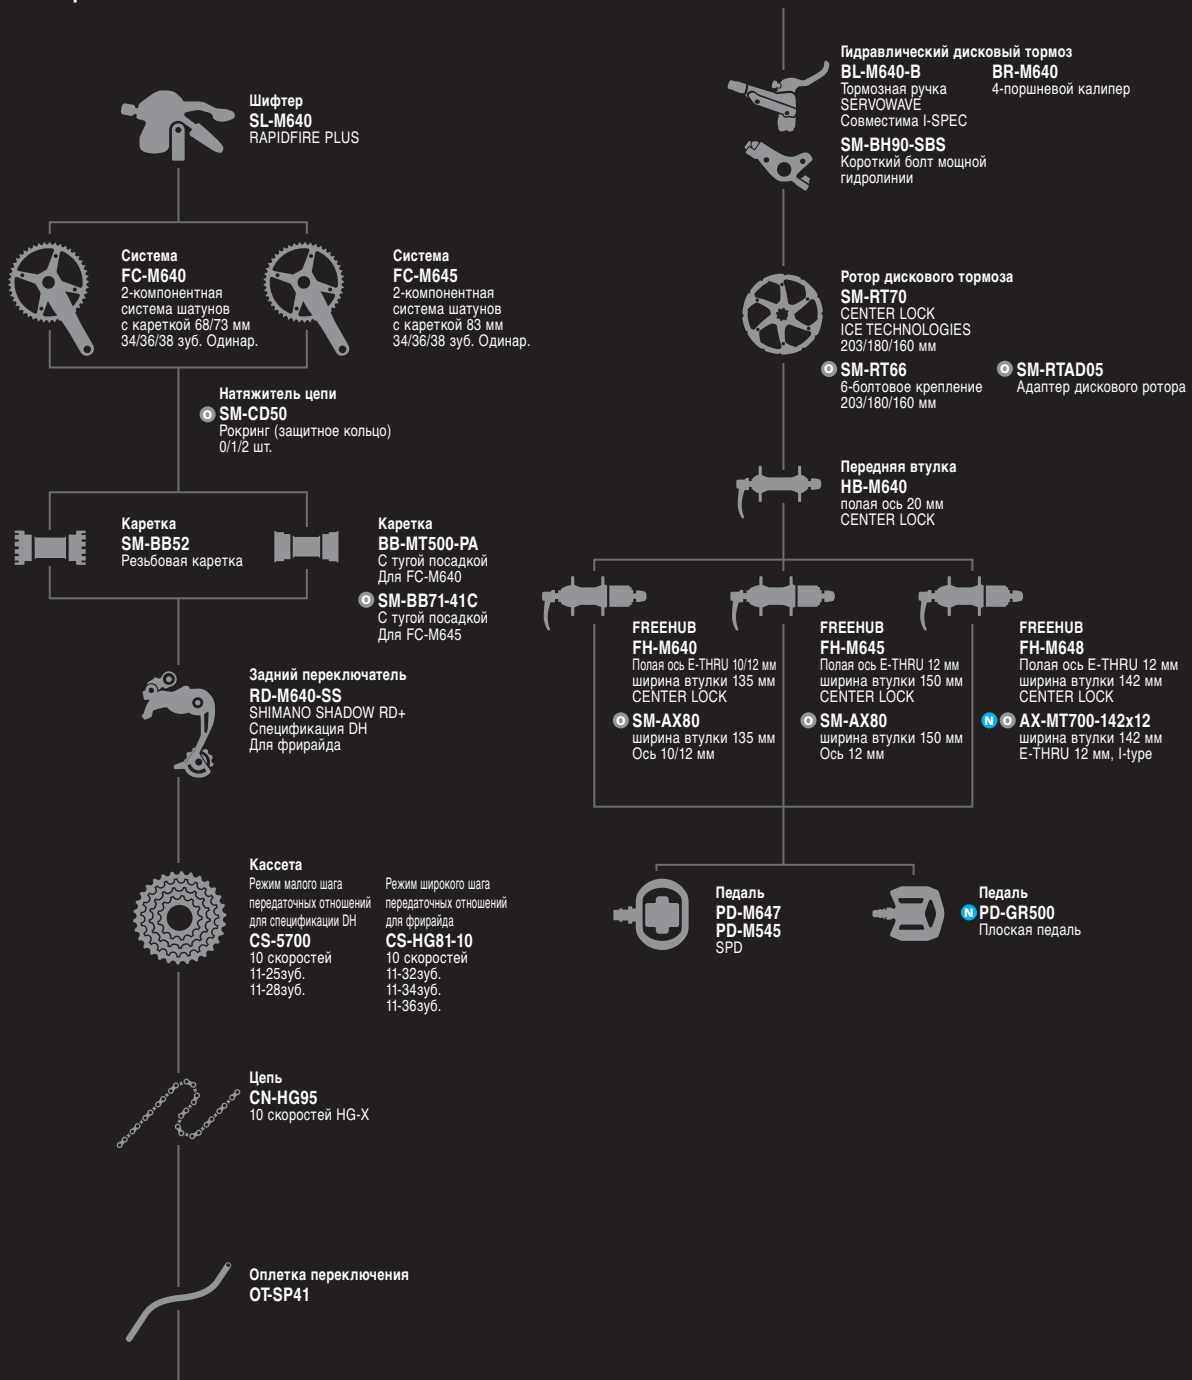 Шифтер
SL-M640
RAPIDFIRE PLUS
Система
FC-M640
2-компонентная
система шатунов
с кареткой 68/73 мм
34/36/38 зуб. Одинар.
Система
FC-M645
2-компонентная
система шатунов
с кареткой 83 мм
34/36/38 зуб. Одинар.
Натяжитель цепи
O SM-CD50
Рокринг (защитное кольцо)
0/1/2 шт.
Каретка
SM-BB52
Резьбовая каретка
Каретка
BB-MT500-PA
С тугой посадкой
Для FC-M640
O SM-BB71-41C
С тугой посадкой
Для FC-M645
Задний переключатель
RD-M640-SS
SHIMANO SHADOW RD+
Спецификация DH
Для фрирайда
Кассета
Режим малого шага
передаточных отношений
для спецификации DH
CS-5700
10 скоростей
11-25зуб.
11-28зуб.
Режим широкого шага
передаточных отношений
для фрирайда
CS-HG81-10
10 скоростей
11-32зуб.
11-34зуб.
11-36зуб.
Цепь
CN-HG95
10 скоростей HG-X
Оплетка переключения
OT-SP41
Гидравлический дисковый тормоз
BL-M640-B
Тормозная ручка
SERVOWAVE
Совместима I-SPEC
BR-M640
4-поршневой калипер
SM-BH90-SBS
Короткий болт мощной
гидролинии
Ротор дискового тормоза
SM-RT70
CENTER LOCK
ICE TECHNOLOGIES
203/180/160 мм
O SM-RT66
6-болтовое крепление
203/180/160 мм
O SM-RTAD05
Адаптер дискового ротора
Передняя втулка
HB-M640
полая ось 20 мм
CENTER LOCK
FREEHUB
FH-M640
Полая ось E-THRU 10/12 мм
ширина втулки 135 мм
CENTER LOCK
O SM-AX80
ширина втулки 135 мм
Ось 10/12 мм
FREEHUB
FH-M645
Полая ось E-THRU 12 мм
ширина втулки 150 мм
CENTER LOCK
O SM-AX80
ширина втулки 150 мм
Ось 12 мм
FREEHUB
FH-M648
Полая ось E-THRU 12 мм
ширина втулки 142 мм
CENTER LOCK
N O AX-MT700-142x12
ширина втулки 142 мм
E-THRU 12 мм, I-type
Педаль
PD-M647
PD-M545
SPD
Педаль
N PD-GR500
Плоская педаль